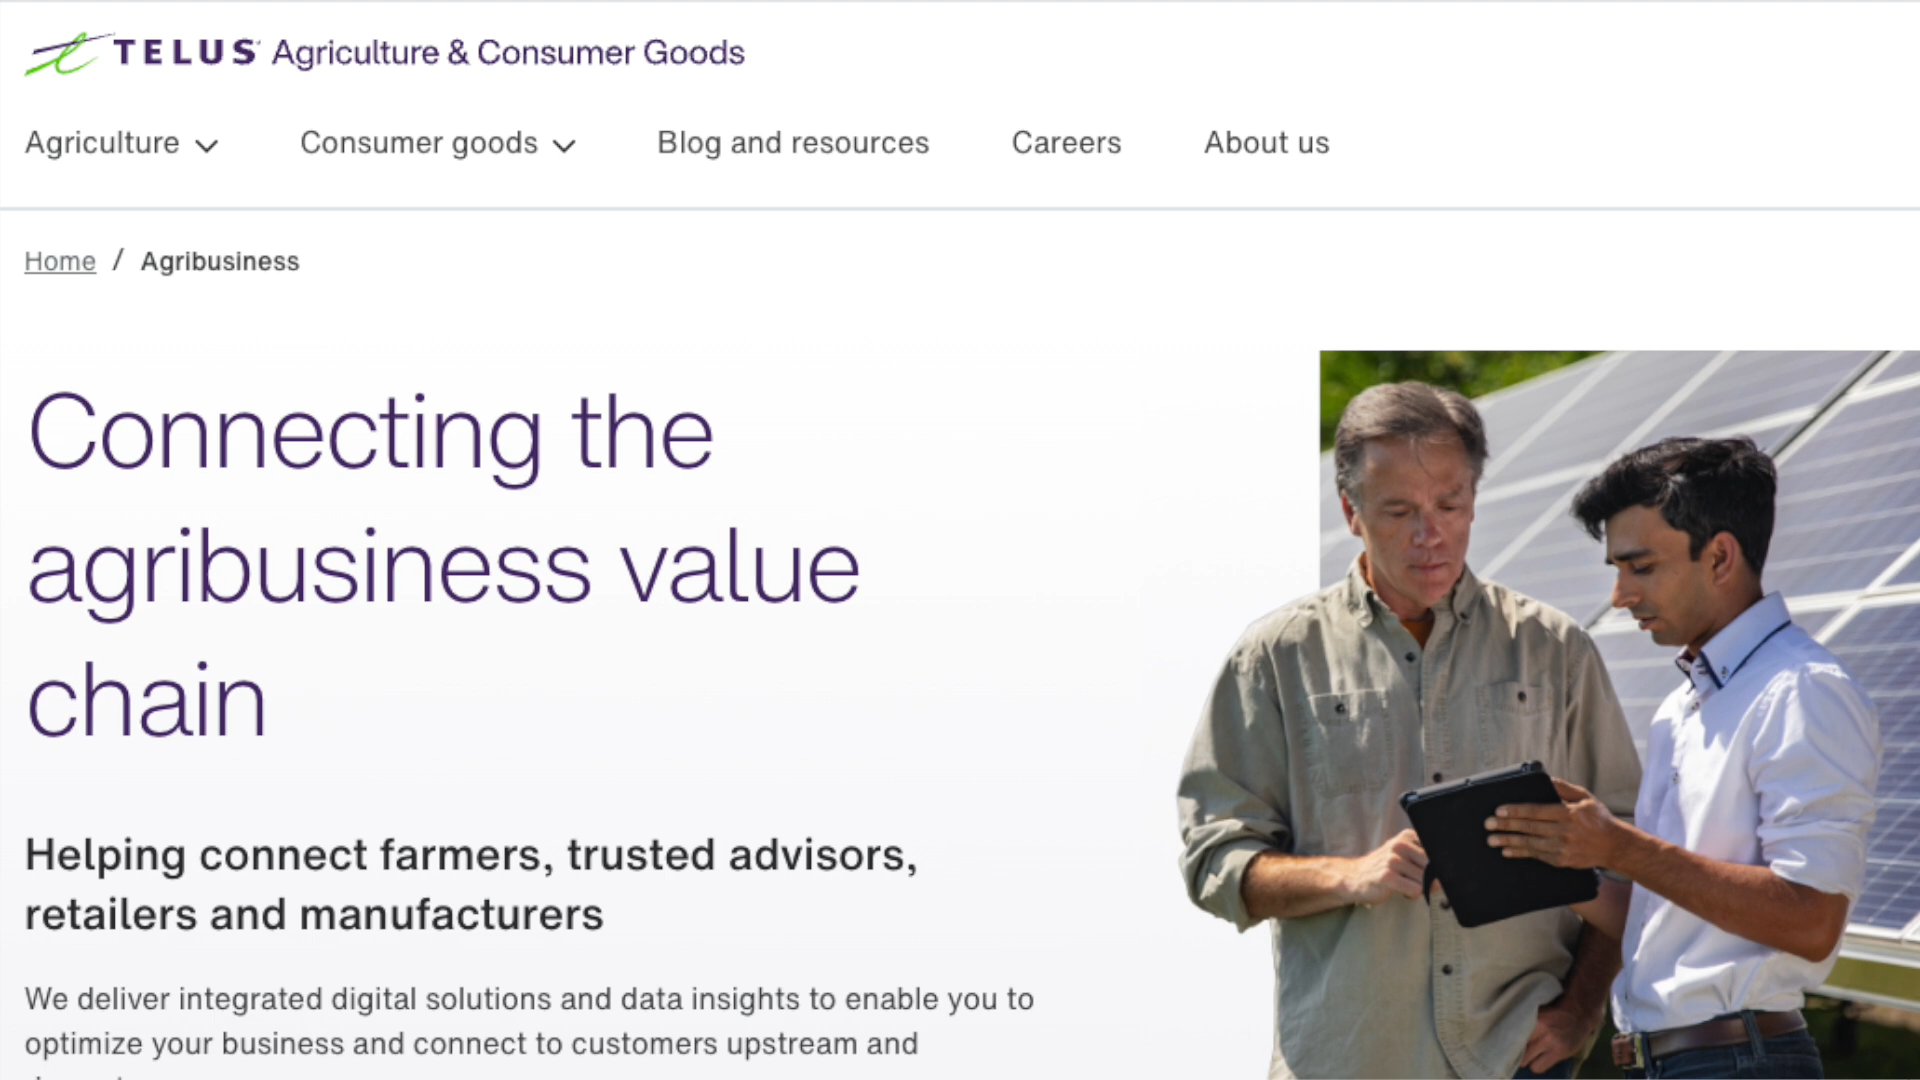 TELUS Agriculture & Consumer Goods
Agriculture Consumer goods Blog and resources Careers About us
Home / Agribusiness
Connecting the
agribusiness value
chain
Helping connect farmers, trusted advisors,
retailers and manufacturers
We deliver integrated digital solutions and data insights to enable you to
optimize your business and connect to customers upstream and